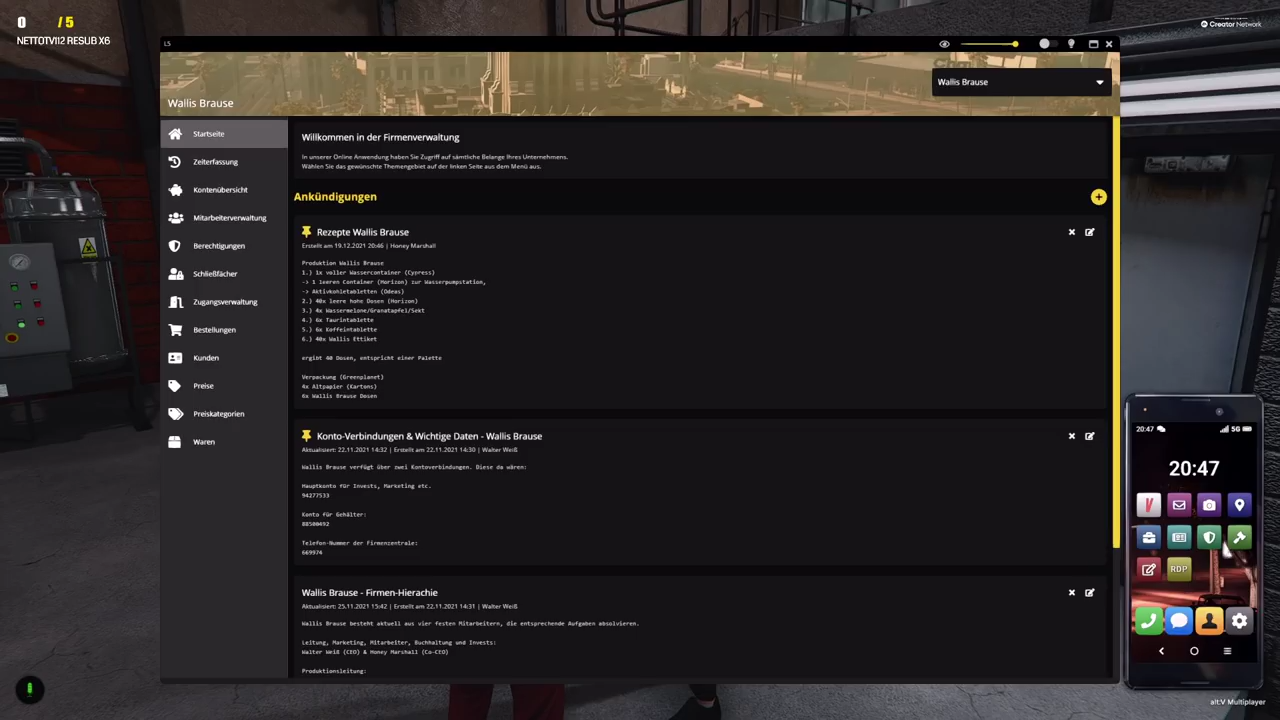 0 / 5
NETTOTV112 RESUB X6
Creator Network
LS
Wallis Brause
Wallis Brause
Startseite
Zeiterfassung
Kontenübersicht
Mitarbeiterverwaltung
Berechtigungen
Schließfächer
Zugangsverwaltung
Bestellungen
Kunden
Preise
Preiskategorien
Waren
Willkommen in der Firmenverwaltung
In unserer Online Anwendung haben Sie Zugriff auf sämtliche Belange Ihres Unternehmens.
Wählen Sie das gewünschte Themengebiet auf der linken Seite aus dem Menü aus.
Ankündigungen
Rezepte Wallis Brause
Erstellt am 19.12.2021 20:46 | Honey Marshall
Produktion Wallis Brause
1.) 1x voller Wassercontainer (Cypress)
-> 1 leeren Container (Horizon) zur Wasserpumpstation,
-> Aktivkohletabletten (Odeas)
2.) 40x leere hohe Dosen (Horizon)
3.) 4x Wassermelone/Granatapfel/Sekt
4.) 6x Taurintablette
5.) 6x Koffeintablette
6.) 40x Wallis Ettiket
ergibt 40 Dosen, entspricht einer Palette
Verpackung (Greenplanet)
4x Altpapier (Kartons)
6x Wallis Brause Dosen
Konto-Verbindungen & Wichtige Daten - Wallis Brause
Aktualisiert: 22.11.2021 14:32 | Erstellt am 22.11.2021 14:30 | Walter Weiß
Wallis Brause verfügt über zwei Kontoverbindungen. Diese da wären:
Hauptkonto für Invests, Marketing etc.
94277533
Konto für Gehälter:
88500492
Telefon-Nummer der Firmenzentrale:
669974
Wallis Brause - Firmen-Hierachie
Aktualisiert: 25.11.2021 15:42 | Erstellt am 22.11.2021 14:31 | Walter Weiß
Wallis Brause besteht aktuell aus vier festen Mitarbeitern, die entsprechende Aufgaben absolvieren.
Leitung, Marketing, Mitarbeiter, Buchhaltung und Invests:
Walter Weiß (CEO) & Honey Marshall (Co-CEO)
Produktionsleitung:
20:47
5G
20:47
RDP
alt:V Multiplayer